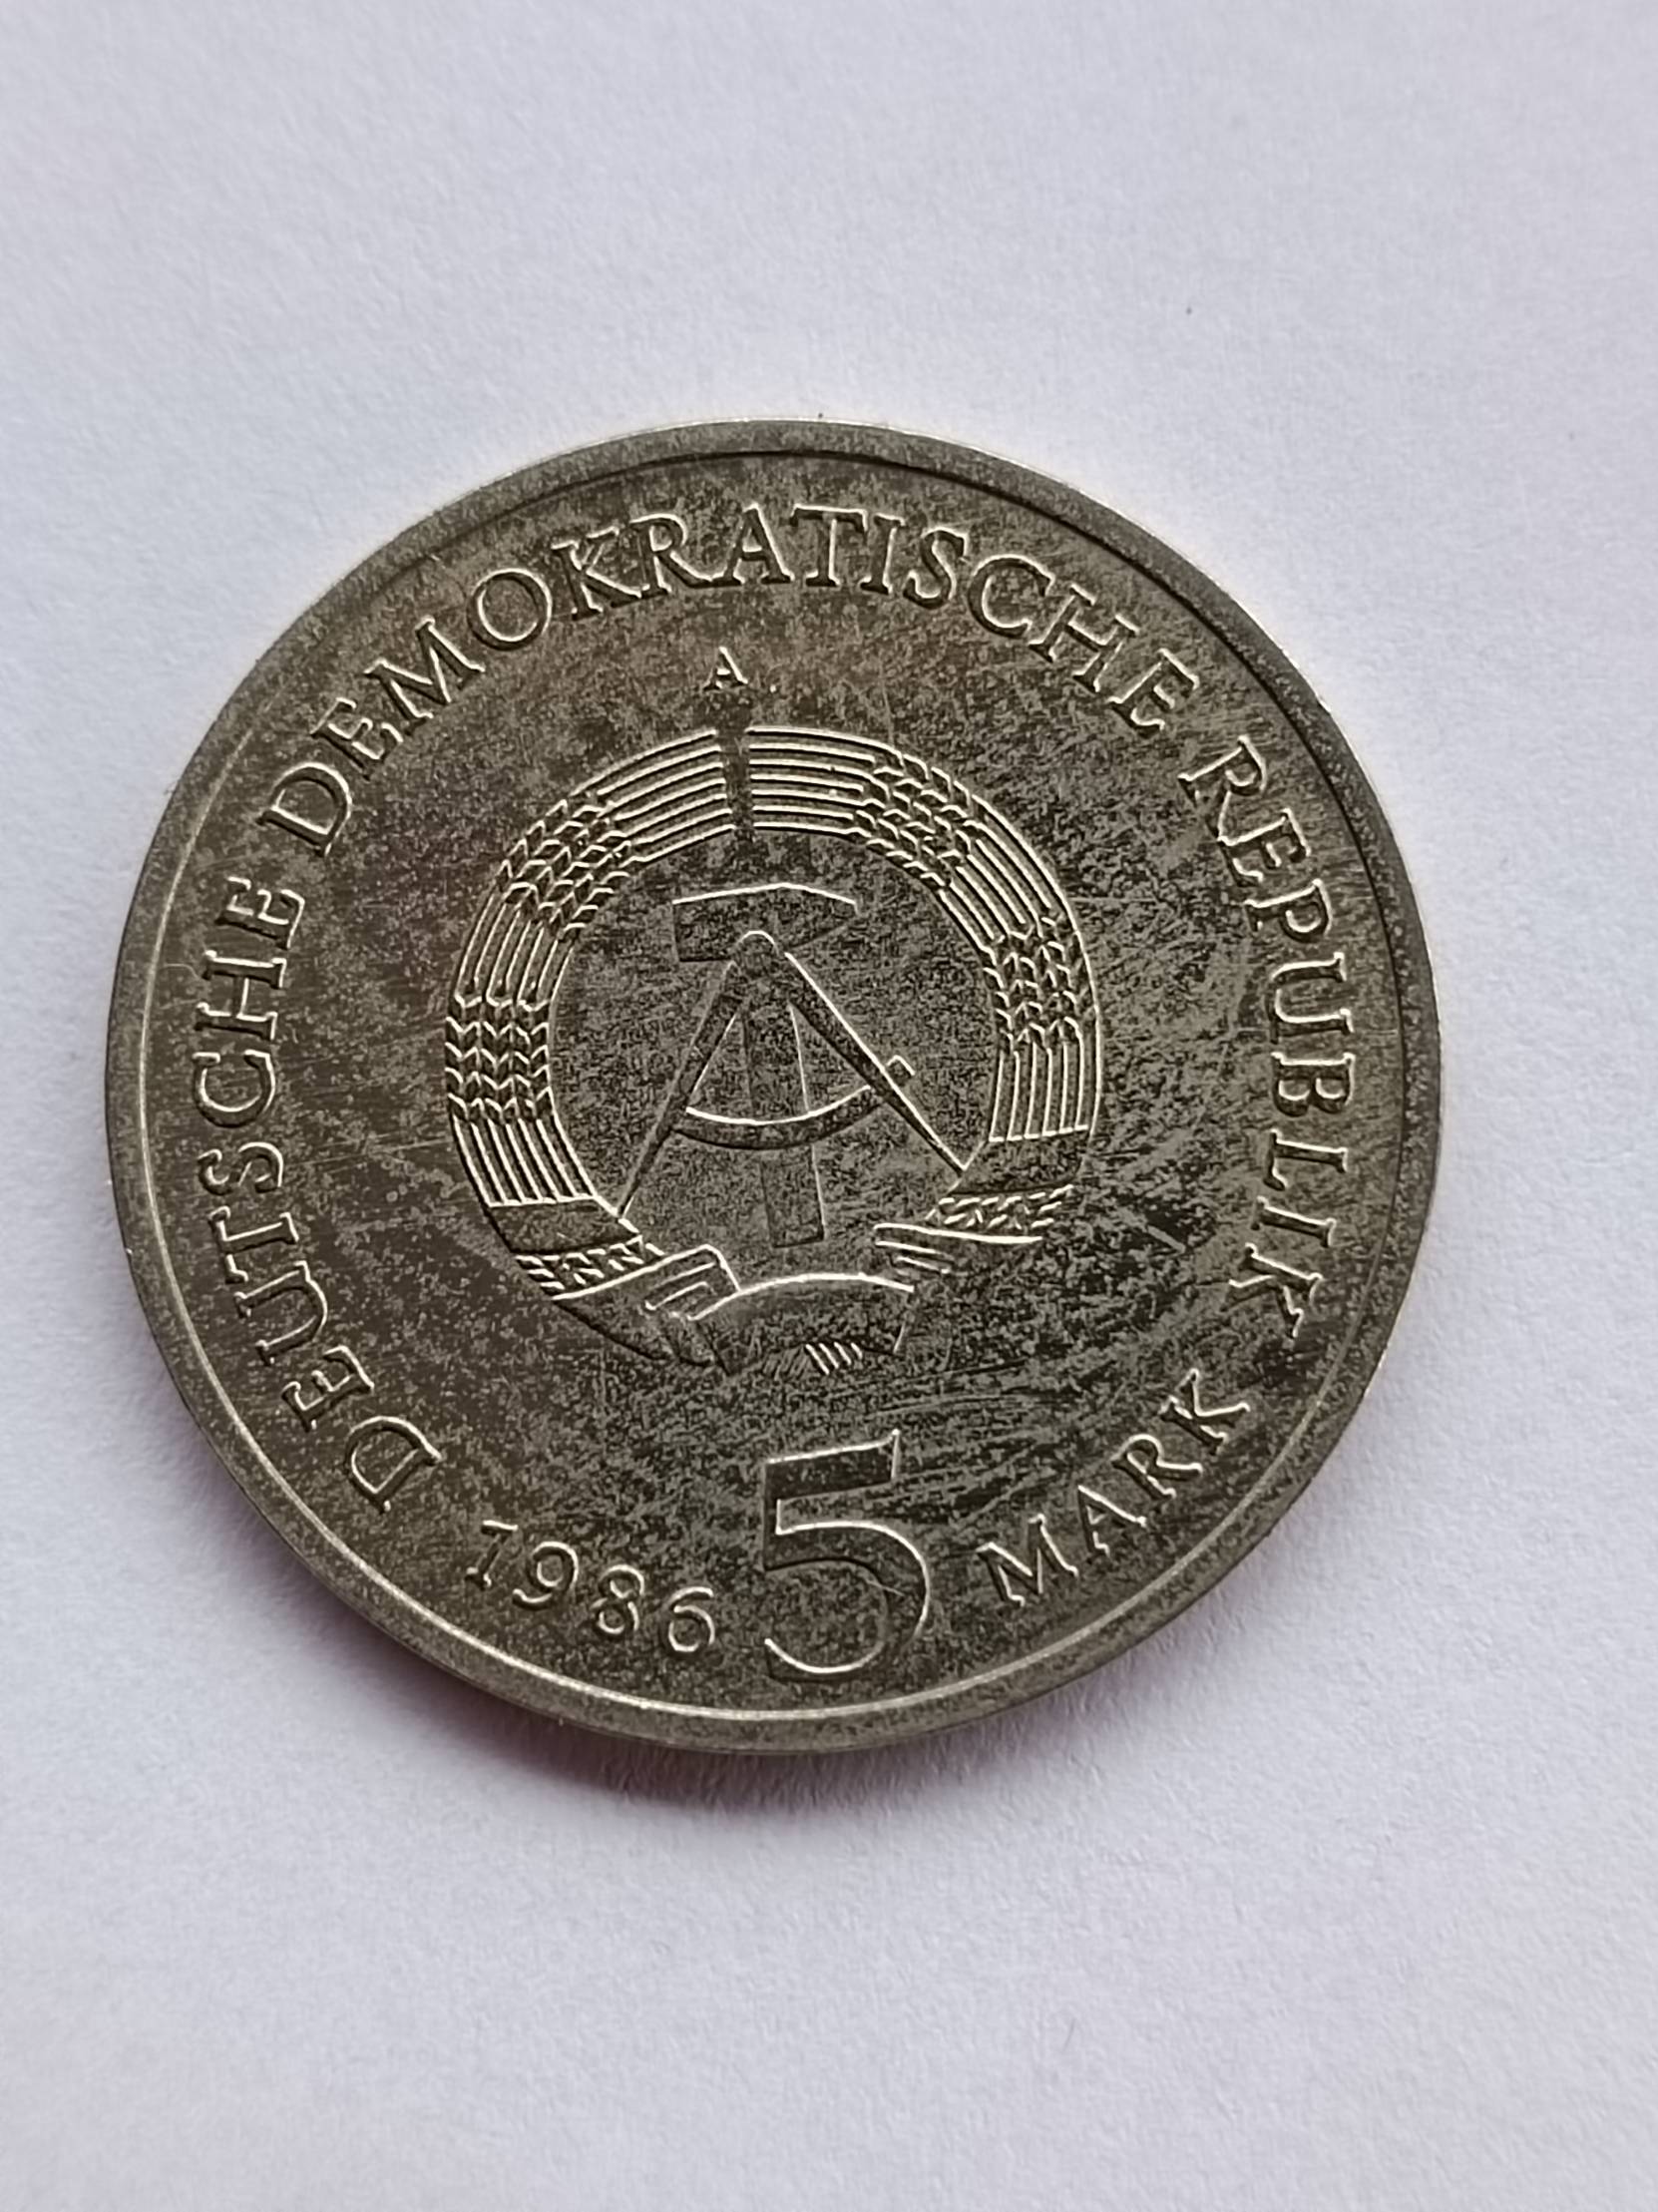 DEUTSCHE DEMOKRATISCHE REPUBLIK
A
1986 5 MARK